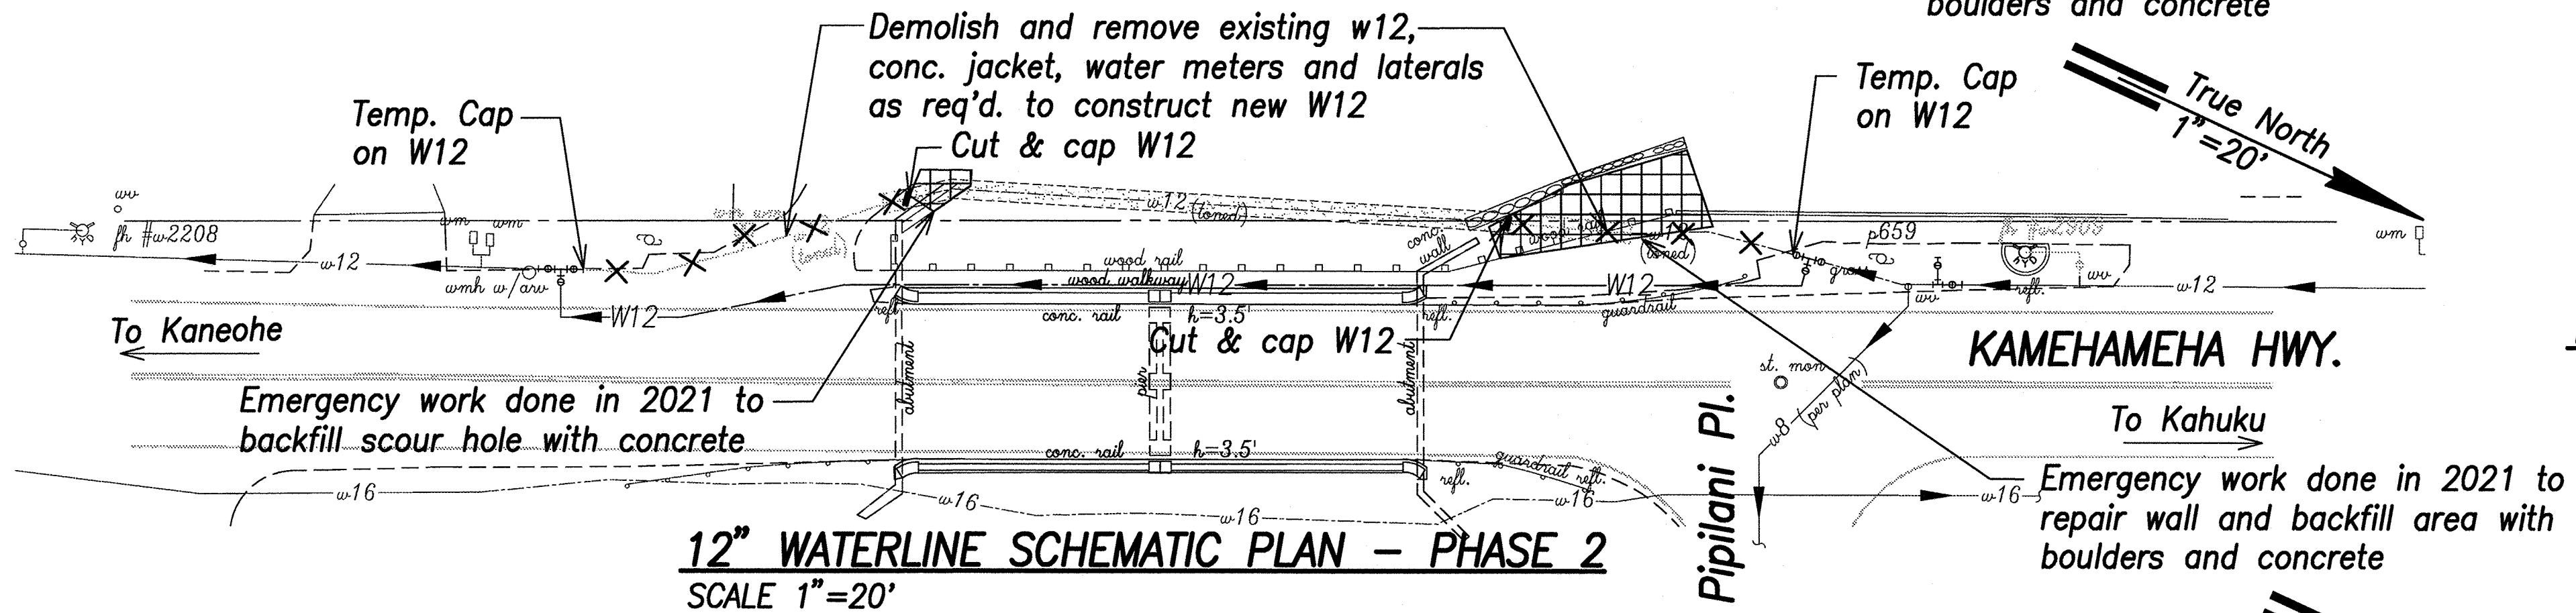 boulders and concrete
Demolish and remove existing w12,
conc. jacket, water meters and laterals
as req'd. to construct new W12
Cut & cap W12
Temp. Cap
on W12
Temp. Cap
on W12
True North
1"=20'
wv
fh #w2208
wm
wm
w12
wmh w/arv
W12
w12
(toned)
(toned)
wood rail
wood walkway
W12
conc. rail
h=3.5'
refl.
refl.
conc.
wall
Cut & cap W12
(toned)
W12
guardrail
grass
p659
wv
refl.
wv
w12
wm
To Kaneohe
KAMEHAMEHA HWY.
st. mon
w8
(per plan)
To Kahuku
Emergency work done in 2021 to
backfill scour hole with concrete
abutment
pier
abutment
conc. rail
h=3.5'
guardrail
refl.
refl.
w16
w16
w16
w16
w16
Pipilani Pl.
Emergency work done in 2021 to
repair wall and backfill area with
boulders and concrete
12" WATERLINE SCHEMATIC PLAN – PHASE 2
SCALE 1"=20'